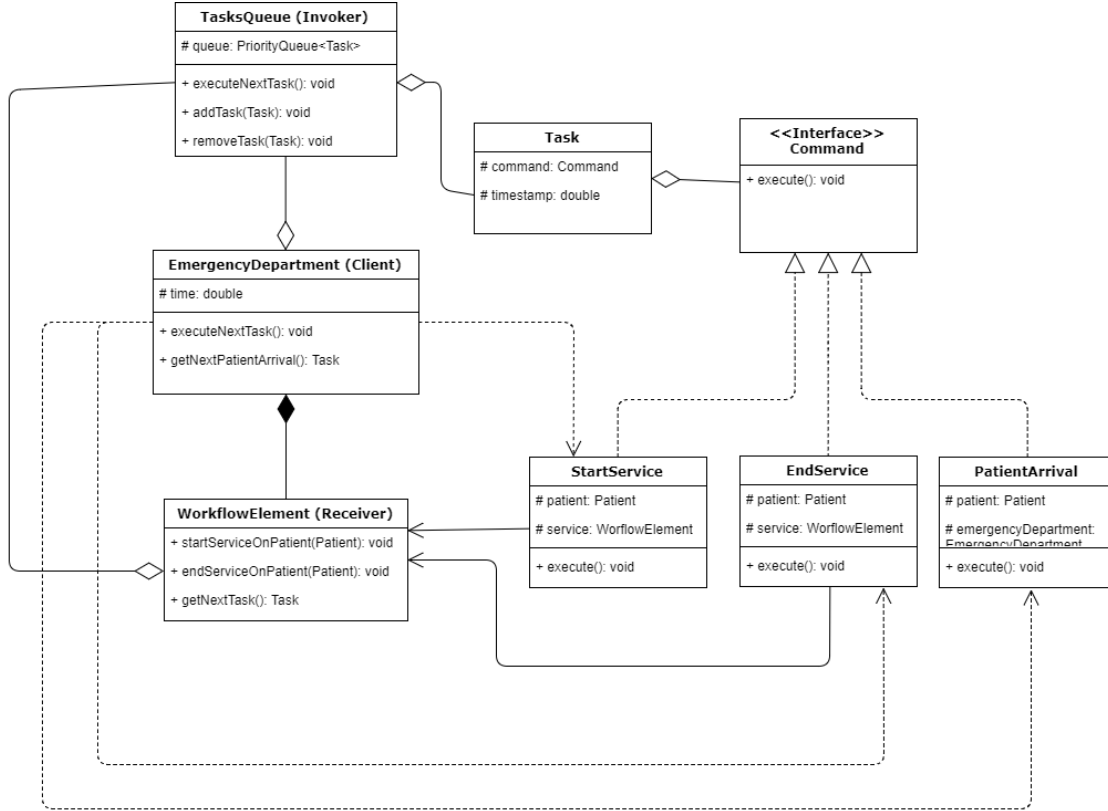 TasksQueue (Invoker)
# queue: PriorityQueue<Task>
+ executeNextTask(): void
+ addTask(Task): void
+ removeTask(Task): void
Task
# command: Command
# timestamp: double
<<Interface>>
Command
+ execute(): void
EmergencyDepartment (Client)
# time: double
+ executeNextTask(): void
+ getNextPatientArrival(): Task
WorkflowElement (Receiver)
+ startServiceOnPatient(Patient): void
+ endServiceOnPatient(Patient): void
+ getNextTask(): Task
StartService
# patient: Patient
# service: WorflowElement
+ execute(): void
EndService
# patient: Patient
# service: WorflowElement
+ execute(): void
PatientArrival
# patient: Patient
# emergencyDepartment:
EmergencyDepartment
+ execute(): void